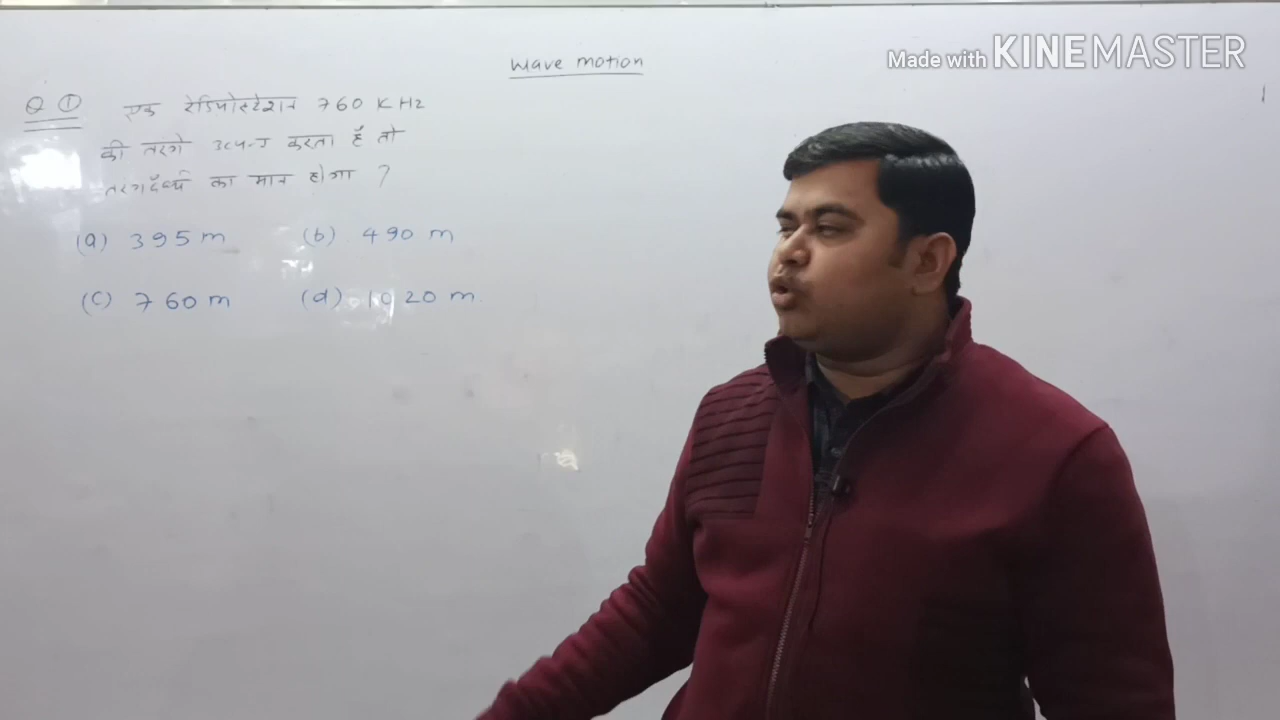 Made with KINEMASTER
Wave motion
Q ① एक रेडियोस्टेशन 760 KHz
की तरंगे उत्पन्न करता है तो
तरंगदैर्ध्य का मान होगा ?
(a) 395 m (b) 490 m
(c) 760 m (d) 1020 m.